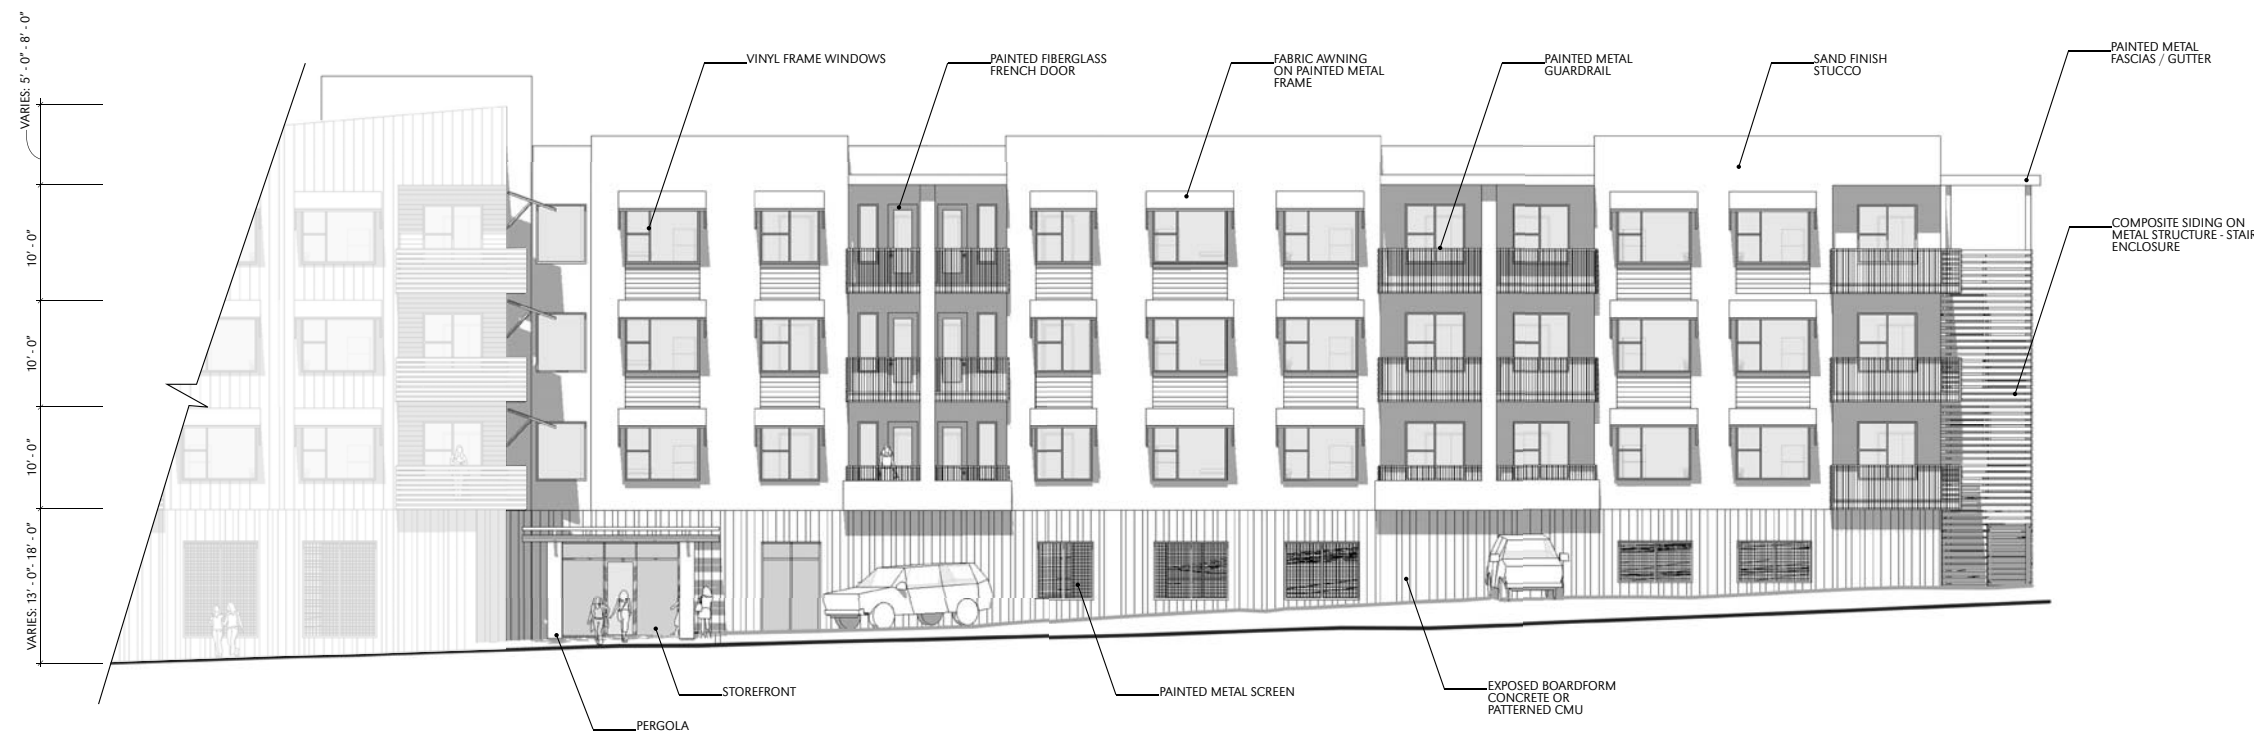 VARIES: 5' - 0" - 8' - 0"
10' - 0"
10' - 0"
10' - 0"
VARIES: 13' - 0"- 18' - 0"
VINYL FRAME WINDOWS
PAINTED FIBERGLASS
FRENCH DOOR
FABRIC AWNING
ON PAINTED METAL
FRAME
PAINTED METAL
GUARDRAIL
SAND FINISH
STUCCO
PAINTED METAL
FASCIAS / GUTTER
COMPOSITE SIDING ON
METAL STRUCTURE - STAIR
ENCLOSURE
STOREFRONT
PERGOLA
PAINTED METAL SCREEN
EXPOSED BOARDFORM
CONCRETE OR
PATTERNED CMU